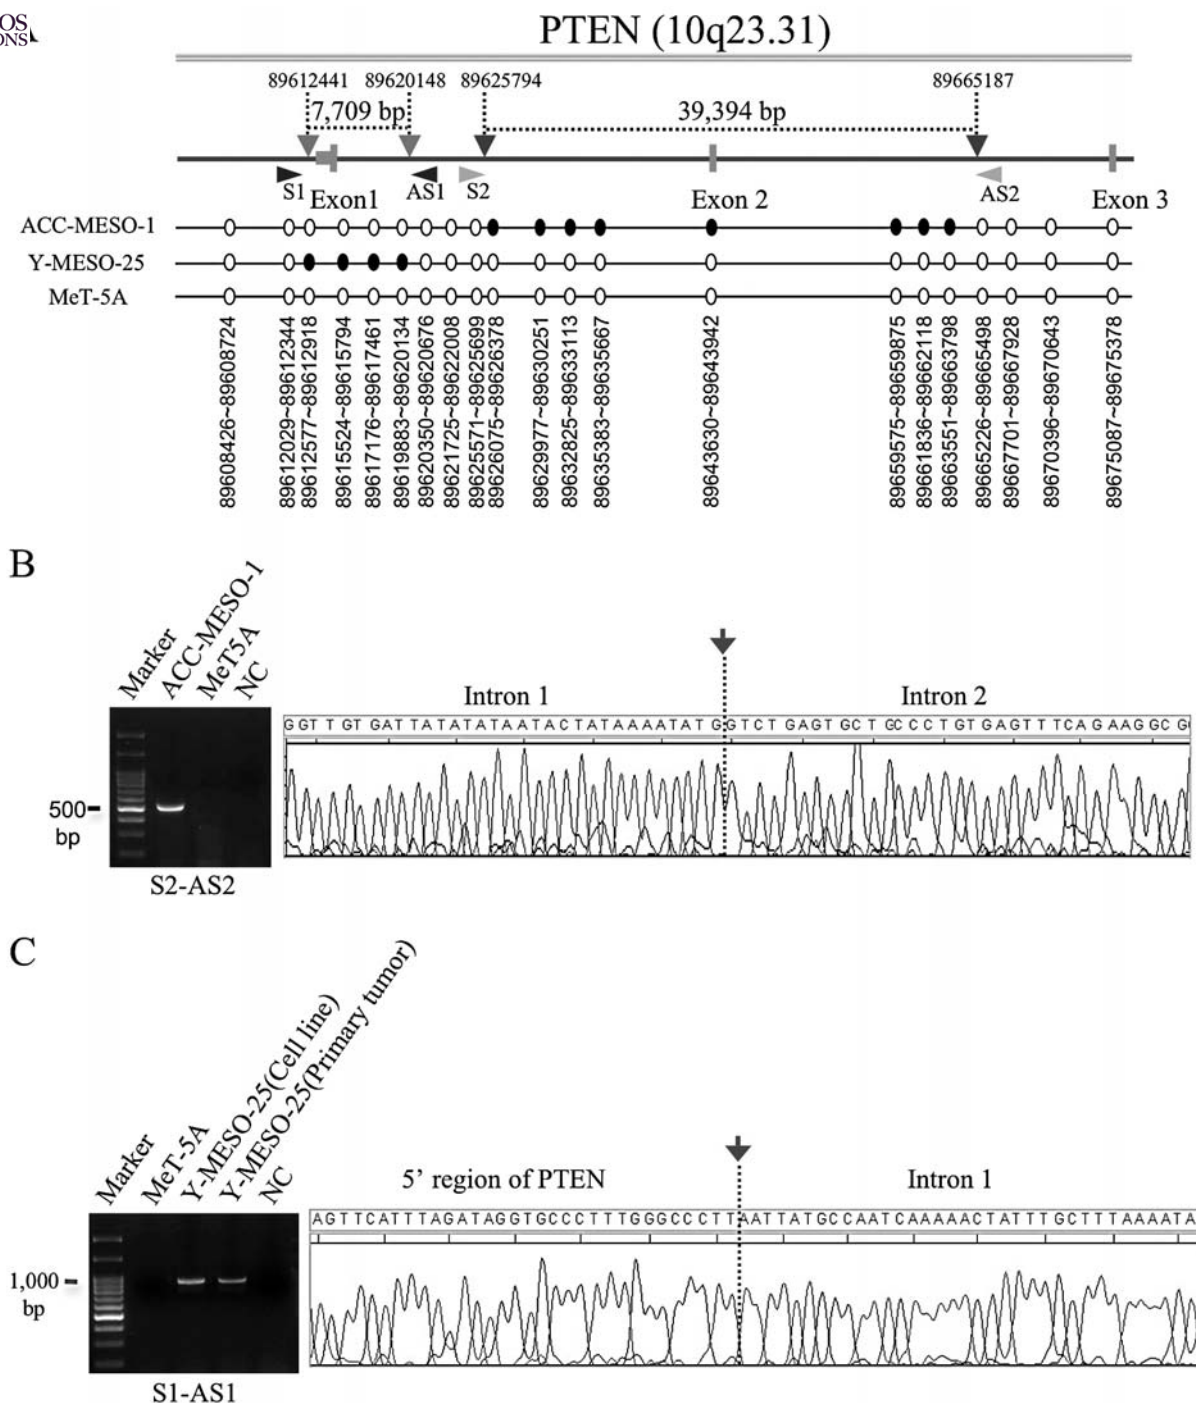 OS
ONS
PTEN (10q23.31)
89612441 89620148 89625794 89665187
7,709 bp 39,394 bp
S1 Exon1 AS1 S2 Exon 2 AS2 Exon 3
ACC-MESO-1
Y-MESO-25
MeT-5A
89608426~89608724
89612029~89612344
89612577~89612918
89615524~89615794
89617176~89617461
89619883~89620134
89620350~89620676
89621725~89622008
89625571~89625699
89626075~89626378
89629977~89630251
89632825~89633113
89635383~89635667
89643630~89643942
89659575~89659875
89661836~89662118
89663551~89663798
89665226~89665498
89667701~89667928
89670396~89670643
89675087~89675378
B
Marker
ACC-MESO-1
MeT5A
NC
500
bp
S2-AS2
Intron 1 Intron 2
GGTTGTGATTATATATAATACTATAAAATATGGTCTGAGTGCTGCCCTGTGAGTTTCAGAAGGCG
C
Marker
MeT-5A
Y-MESO-25(Cell line)
Y-MESO-25(Primary tumor)
NC
1,000
bp
S1-AS1
5’ region of PTEN Intron 1
AGTTCATTTAGATAGGTGCCCTTTGGGCCCTTAATTATGCCAATCAAAAACTATTTGCTTTAAAATA